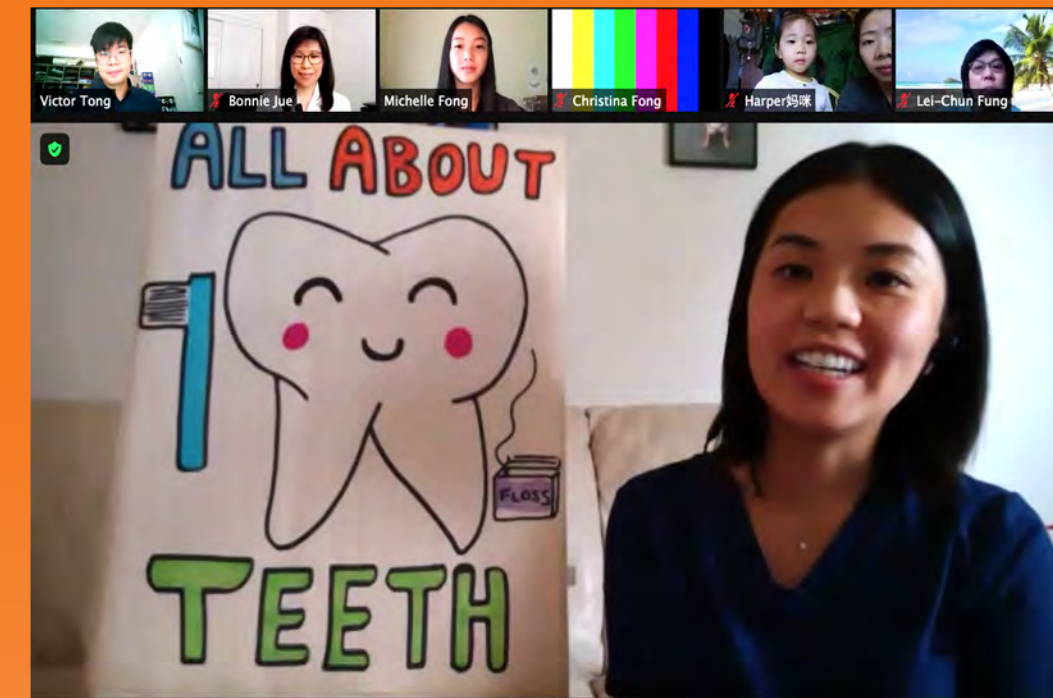 Victor Tong
Bonnie Jue
Michelle Fong
Christina Fong
Harper妈咪
Lei-Chun Fung
ALL ABOUT
FLOSS
TEETH